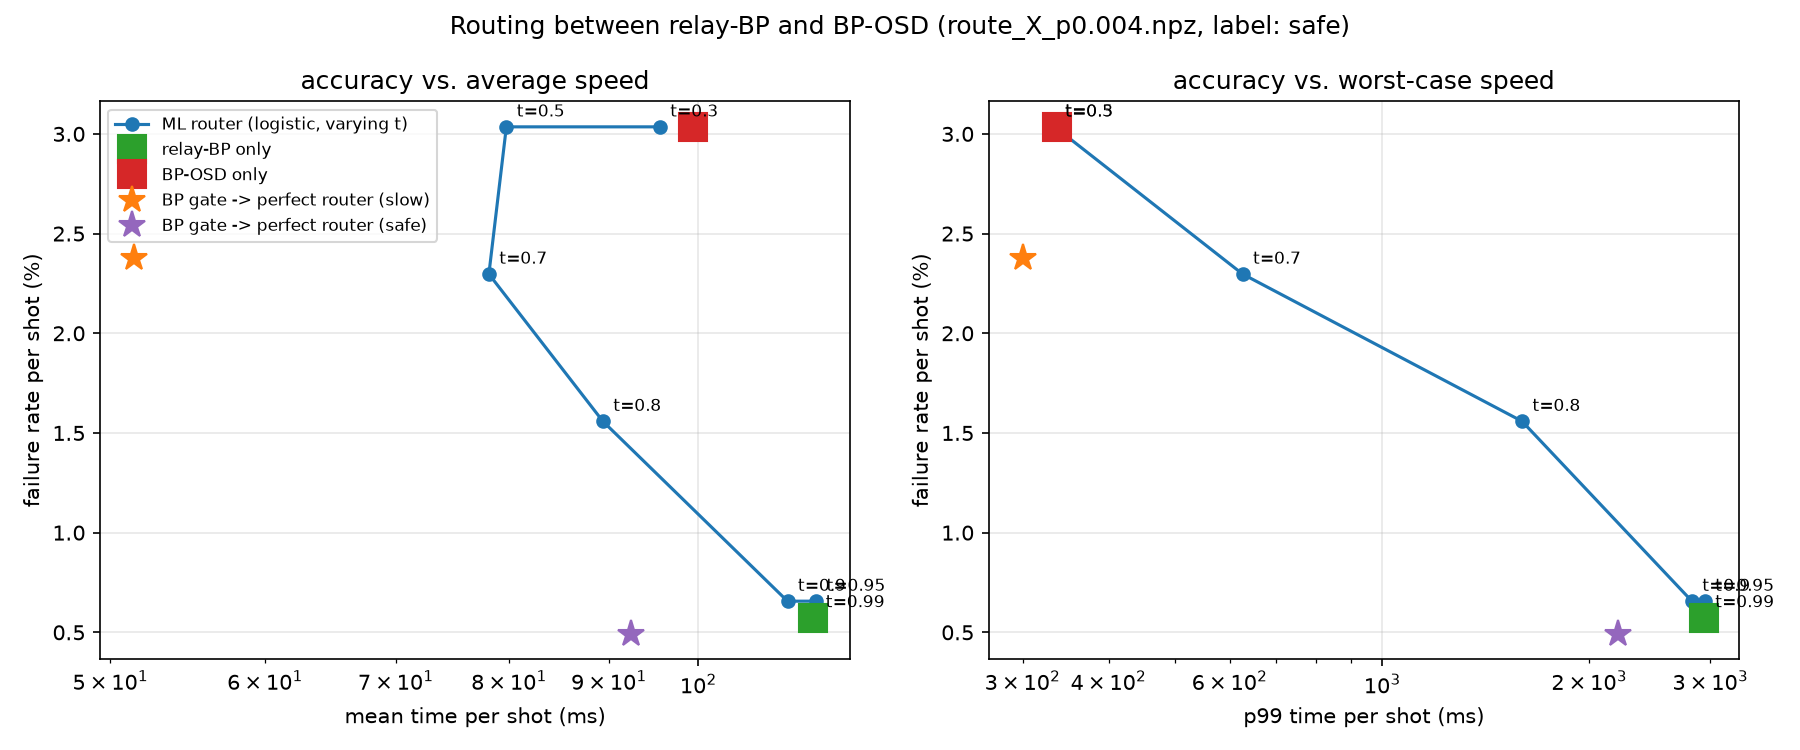 Routing between relay-BP and BP-OSD (route_X_p0.004.npz, label: safe)
accuracy vs. average speed
failure rate per shot (%)
3.0
2.5
2.0
1.5
1.0
0.5
ML router (logistic, varying t)
relay-BP only
BP-OSD only
BP gate -> perfect router (slow)
BP gate -> perfect router (safe)
t=0.5
t=0.3
t=0.7
t=0.8
t=0.9
t=0.95
t=0.99
5 × 10¹
6 × 10¹
7 × 10¹
8 × 10¹
9 × 10¹
10²
mean time per shot (ms)
accuracy vs. worst-case speed
failure rate per shot (%)
3.0
2.5
2.0
1.5
1.0
0.5
t=0.3
t=0.7
t=0.8
t=0.95
t=0.99
3 × 10²
4 × 10²
6 × 10²
10³
2 × 10³
3 × 10³
p99 time per shot (ms)